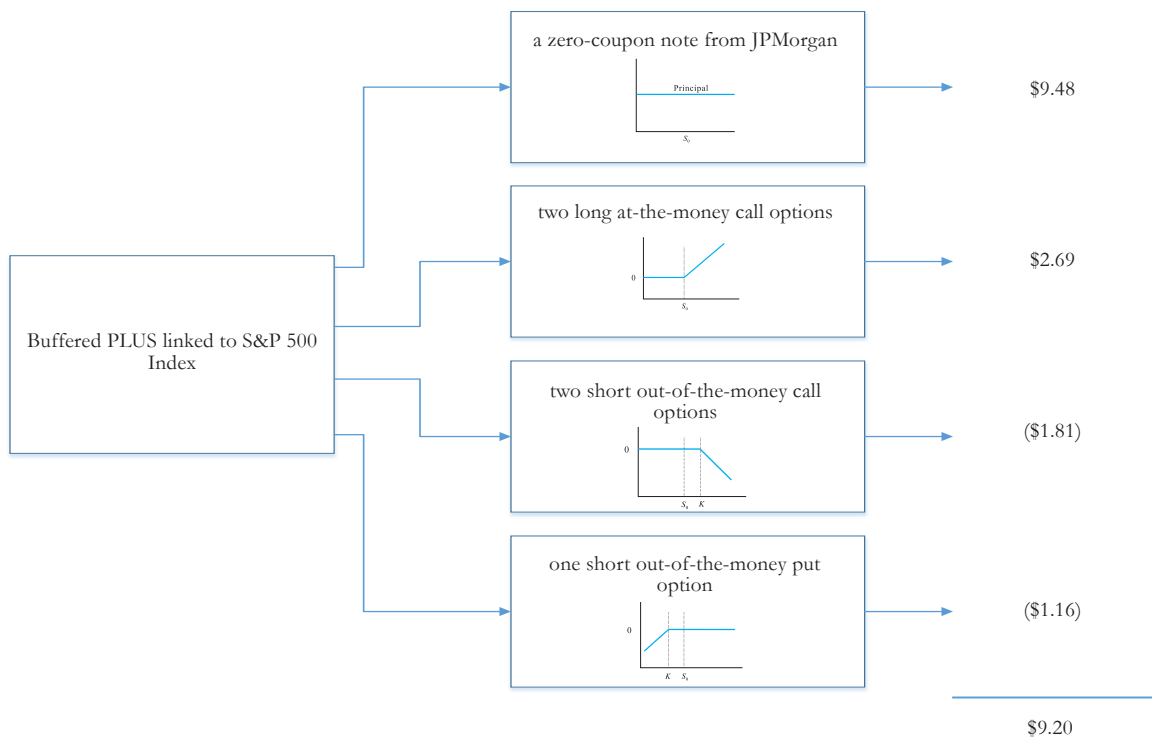 a zero-coupon note from JPMorgan
Principal
S₀
$9.48
two long at-the-money call options
0
S₀
$2.69
Buffered PLUS linked to S&P 500
Index
two short out-of-the-money call
options
0
S₀ K
($1.81)
one short out-of-the-money put
option
0
K S₀
($1.16)
$9.20